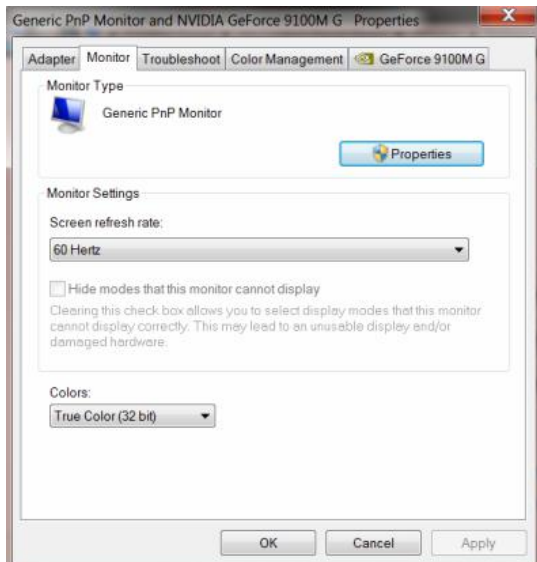 Generic PnP Monitor and NVIDIA GeForce 9100M G Properties
Adapter Monitor Troubleshoot Color Management GeForce 9100M G
Monitor Type
Generic PnP Monitor
Properties
Monitor Settings
Screen refresh rate:
60 Hertz
Hide modes that this monitor cannot display
Clearing this check box allows you to select display modes that this monitor
cannot display correctly. This may lead to an unusable display and/or
damaged hardware.
Colors:
True Color (32 bit)
OK Cancel Apply